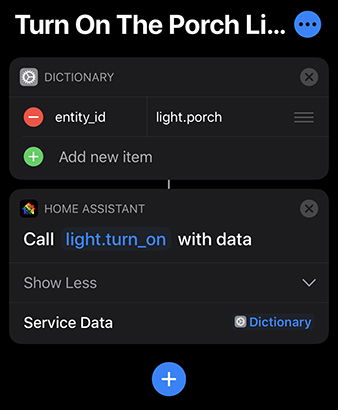 Turn On The Porch Li...
DICTIONARY
entity_id light.porch
Add new item
HOME ASSISTANT
Call light.turn_on with data
Show Less
Service Data Dictionary